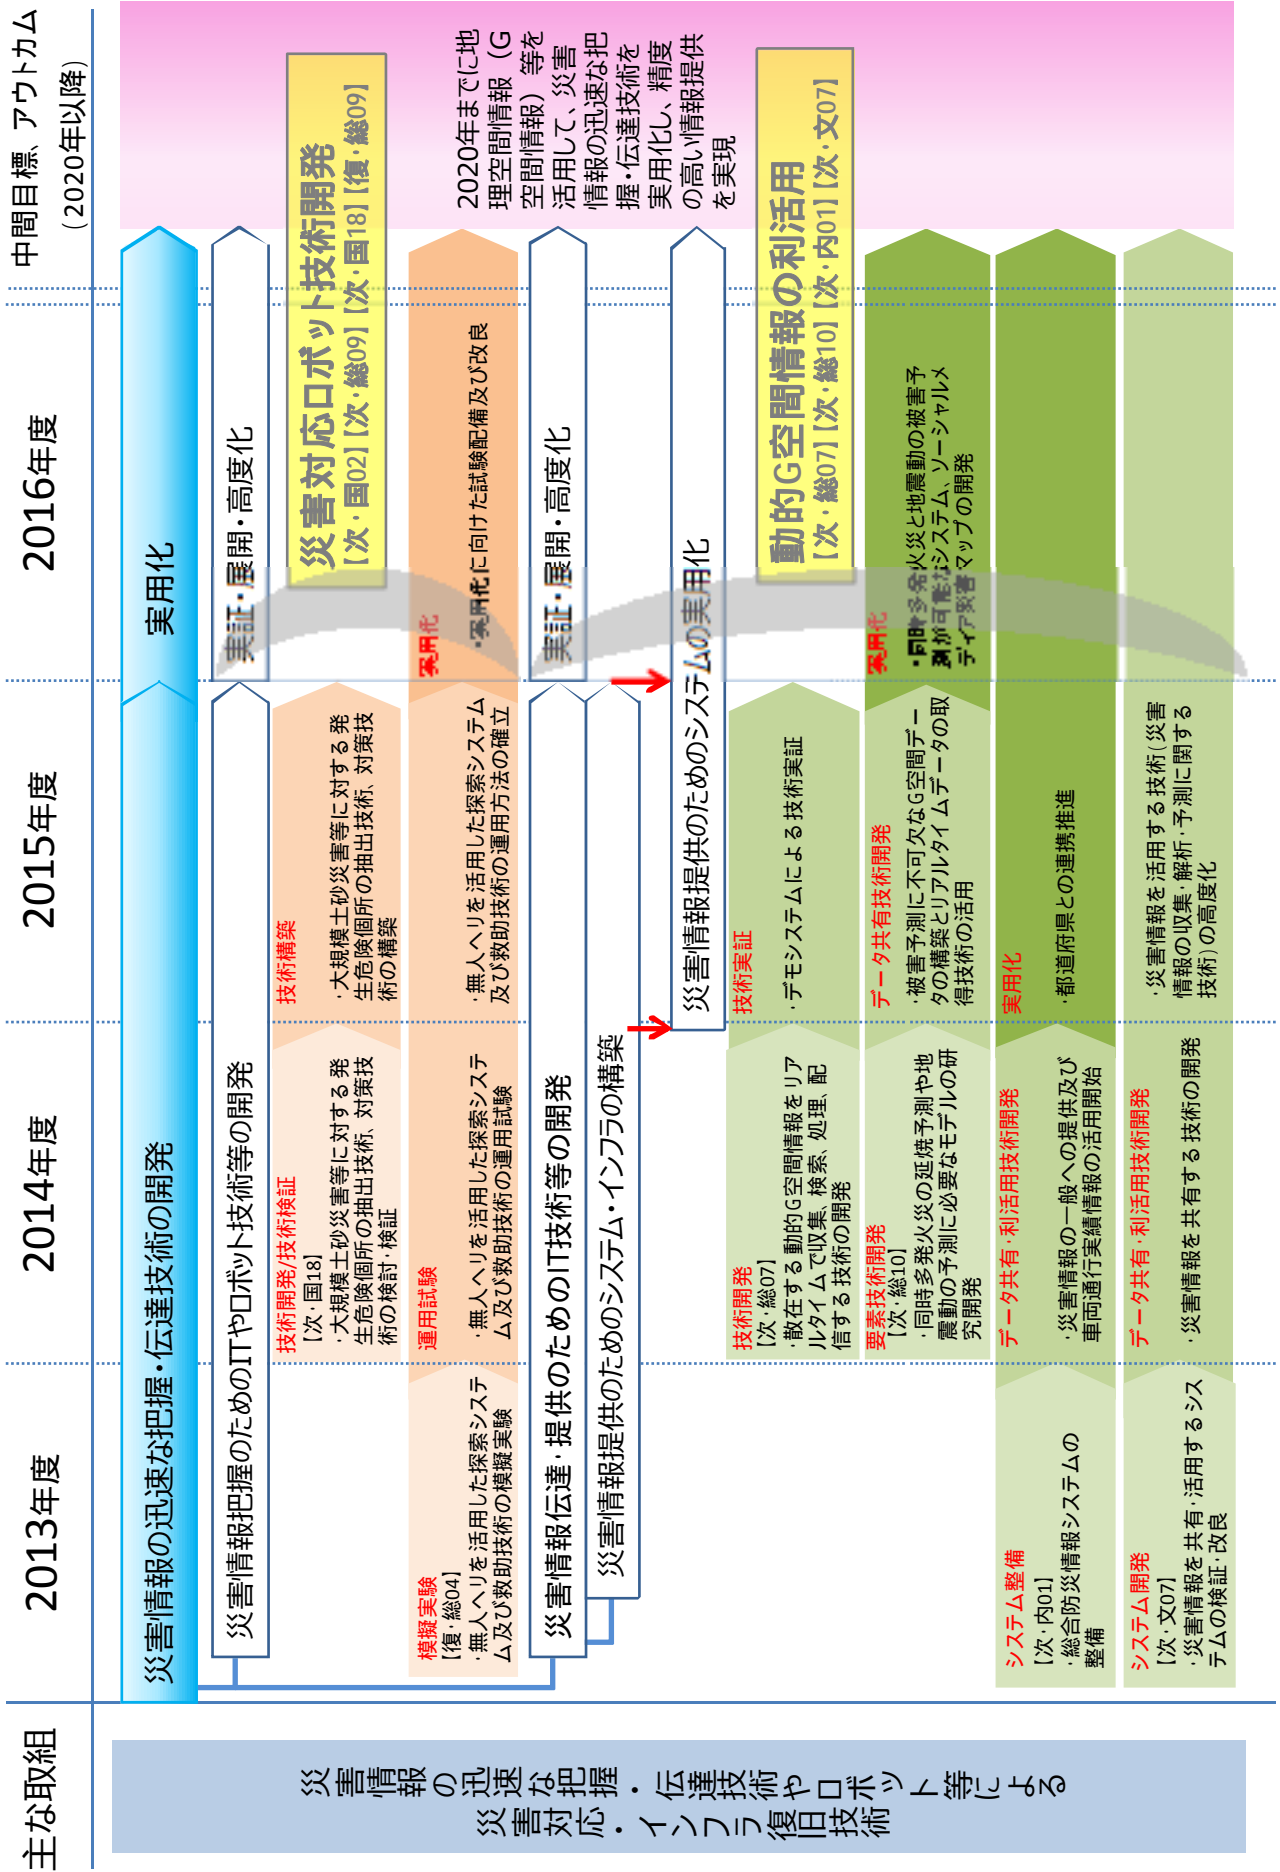 主な取組
2013年度
2014年度
2015年度
2016年度
中間目標、アウトカム
(2020年以降)
災害情報の迅速な把握・伝達技術やロボット等による
災害対応・インフラ復旧技術
災害情報の迅速な把握・伝達技術の開発
実用化
災害情報把握のためのITやロボット技術等の開発
実証・展開・高度化
技術開発/技術検証
【次・国18】
・大規模土砂災害等に対する発
生危険個所の抽出技術、対策技
術の検討・検証
技術構築
・大規模土砂災害等に対する発
生危険個所の抽出技術、対策技
術の構築
災害対応ロボット技術開発
【次・国02】【次・総09】【次・国18】【復・総09】
模擬実験
【復・総04】
・無人ヘリを活用した探索システ
ム及び救助技術の模擬実験
運用試験
・無人ヘリを活用した探索システ
ム及び救助技術の運用試験
・無人ヘリを活用した探索システム
及び救助技術の運用方法の確立
実用化
・実用化に向けた試験配備及び改良
災害情報伝達・提供のためのIT技術等の開発
実証・展開・高度化
災害情報提供のためのシステム・インフラの構築
災害情報提供のためのシステムの実用化
2020年までに地
理空間情報（G
空間情報）等を
活用して、災害
情報の迅速な把
握・伝達技術を
実用化し、精度
の高い情報提供
を実現
技術開発
【次・総07】
・散在する動的G空間情報をリア
ルタイムで収集、検索、処理、配
信する技術の開発
技術実証
・デモシステムによる技術実証
動的G空間情報の利活用
【次・総07】【次・総10】【次・内01】【次・文07】
要素技術開発
【次・総10】
・同時多発火災の延焼予測や地
震動の予測に必要なモデルの研
究開発
データ共有技術開発
・被害予測に不可欠なG空間デー
タの構築とリアルタイムデータの取
得技術の活用
実用化
・同時多発火災と地震動の被害予
測が可能なシステム、ソーシャルメ
ディア災害マップの開発
システム整備
【次・内01】
・総合防災情報システムの
整備
データ共有・利活用技術開発
・災害情報の一般への提供及び
車両通行実績情報の活用開始
実用化
・都道府県との連携推進
システム開発
【次・文07】
・災害情報を共有・活用するシス
テムの検証・改良
データ共有・利活用技術開発
・災害情報を共有する技術の開発
・災害情報を活用する技術(災害
情報の収集・解析・予測に関する
技術)の高度化